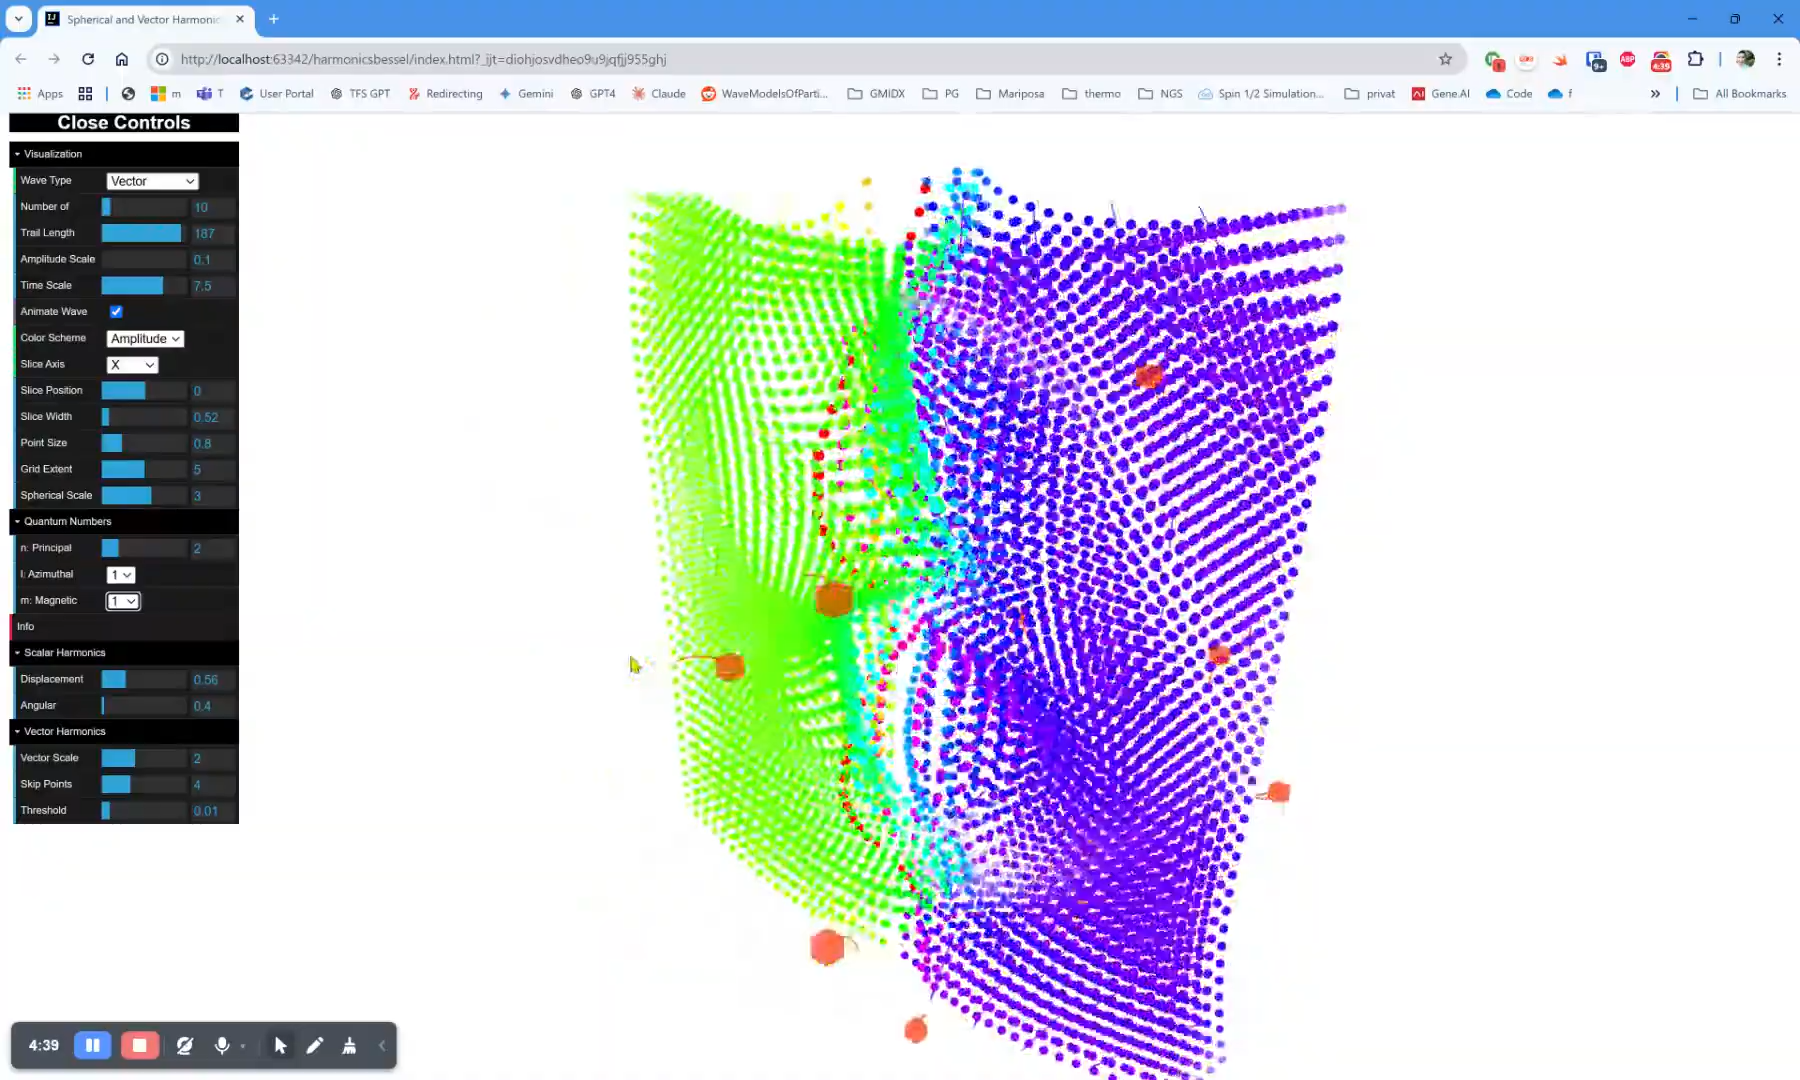 Spherical and Vector Harmonic
http://localhost:63342/harmonicsbessel/index.html?_ijt=diohjosvdheo9u9jqfjj955ghj
1
9+
ABP
4:39
Apps
m
T
User Portal
TFS GPT
Redirecting
Gemini
GPT4
Claude
WaveModelsOfParti...
GMIDX
PG
Mariposa
thermo
NGS
Spin 1/2 Simulation...
privat
Gene.AI
Code
f
»
All Bookmarks
Close Controls
Visualization
Wave Type Vector
Number of 10
Trail Length 187
Amplitude Scale 0.1
Time Scale 7.5
Animate Wave
Color Scheme Amplitude
Slice Axis X
Slice Position 0
Slice Width 0.52
Point Size 0.8
Grid Extent 5
Spherical Scale 3
Quantum Numbers
n: Principal 2
l: Azimuthal 1
m: Magnetic 1
Info
Scalar Harmonics
Displacement 0.56
Angular 0.4
Vector Harmonics
Vector Scale 2
Skip Points 4
Threshold 0.01
4:39